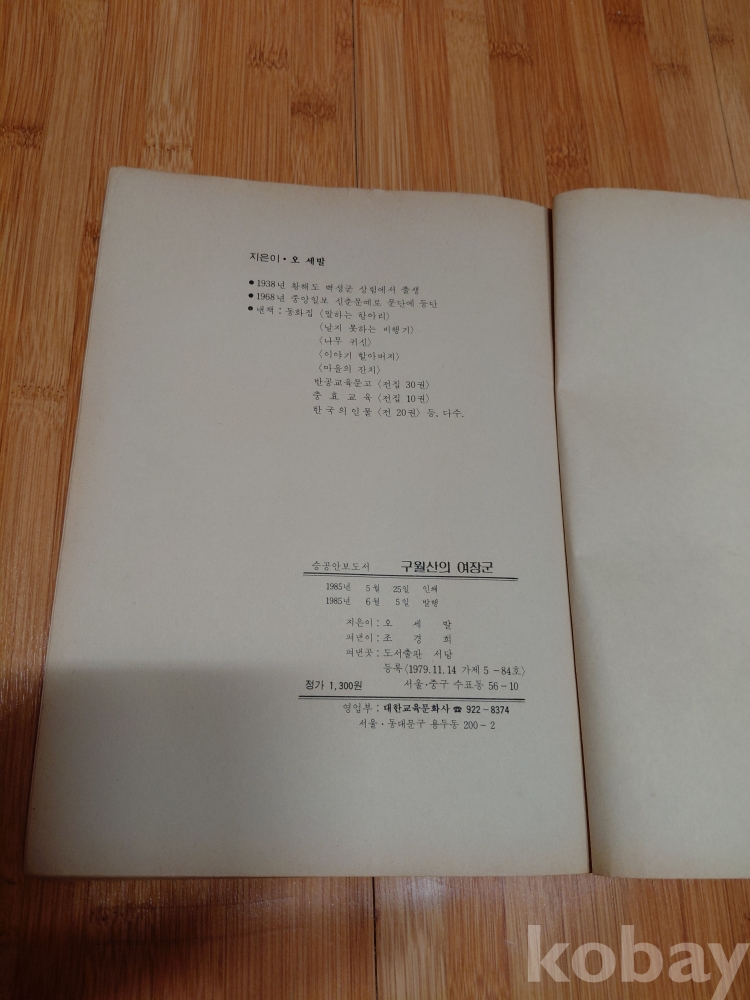 지은이 • 오 세발
• 1938년 황해도 벽성군 상림에서 출생
• 1968년 중앙일보 신춘문예로 문단에 등단
• 낸책 : 동화집 〈말하는 항아리〉
〈날지 못하는 비행기〉
〈나무 귀신〉
〈이야기 할아버지〉
〈마을의 잔치〉
반공교육문고 〈전집 30권〉
충 효 교 육 〈전집 10권〉
한국의인물 〈전 20권〉 등, 다수.
승공안보도서 구월산의 여장군
1985년 5월 25일 인쇄
1985년 6월 5일 발행
지은이 : 오 세 발
펴낸이 : 조 경 희
펴낸곳 : 도서출판 서당
등록〈1979.11.14 가제 5-84호〉
정가 1,300원 서울·중구 수표동 56-10
영업부 : 대한교육문화사 ☎ 922-8374
서울·동대문구 용두동 200-2
kobay